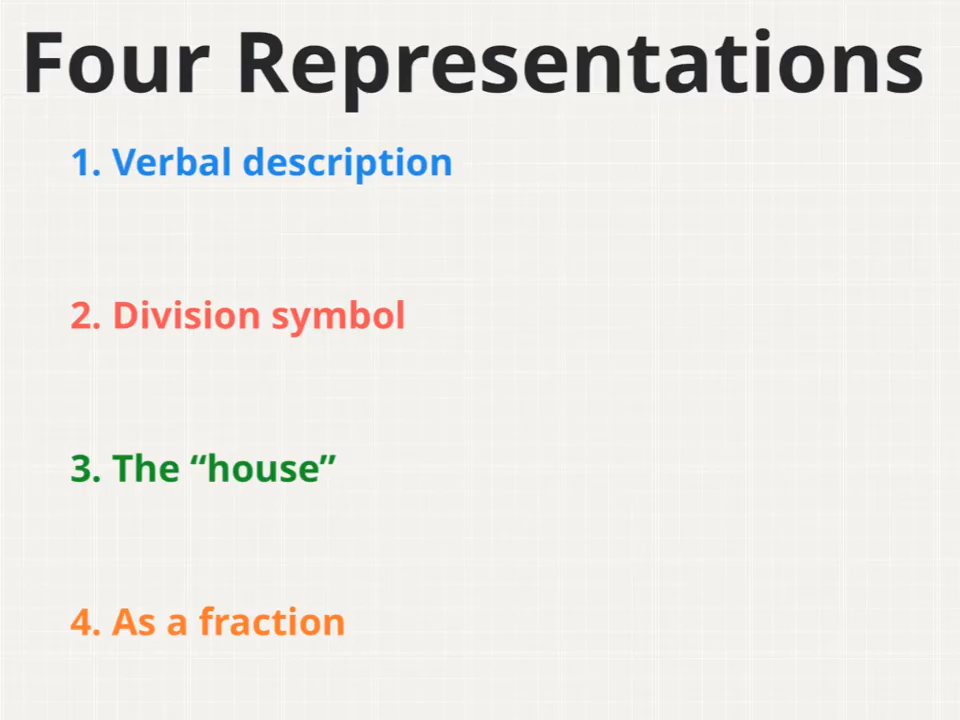 Four Representations
1. Verbal description
2. Division symbol
3. The “house”
4. As a fraction